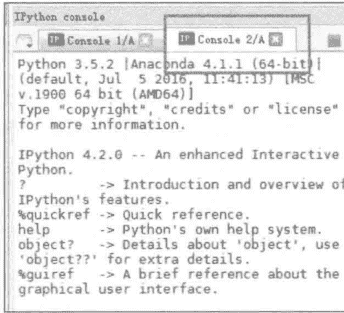 IPython console
IP Console 1/A IP Console 2/A
Python 3.5.2 |Anaconda 4.1.1 (64-bit)|
(default, Jul  5 2016, 11:41:13) [MSC
v.1900 64 bit (AMD64)]
Type "copyright", "credits" or "license"
for more information.
IPython 4.2.0 -- An enhanced Interactive
Python.
?         -> Introduction and overview of
IPython's features.
%quickref -> Quick reference.
help      -> Python's own help system.
object?   -> Details about 'object', use
'object??' for extra details.
%guiref   -> A brief reference about the
graphical user interface.